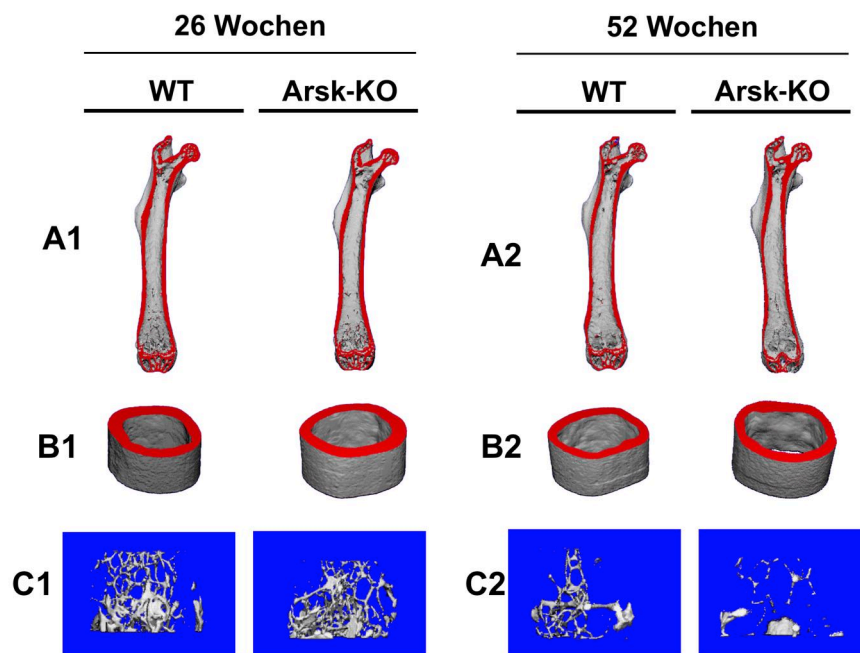 26 Wochen 52 Wochen
WT Arsk-KO WT Arsk-KO
A1 A2
B1 B2
C1 C2